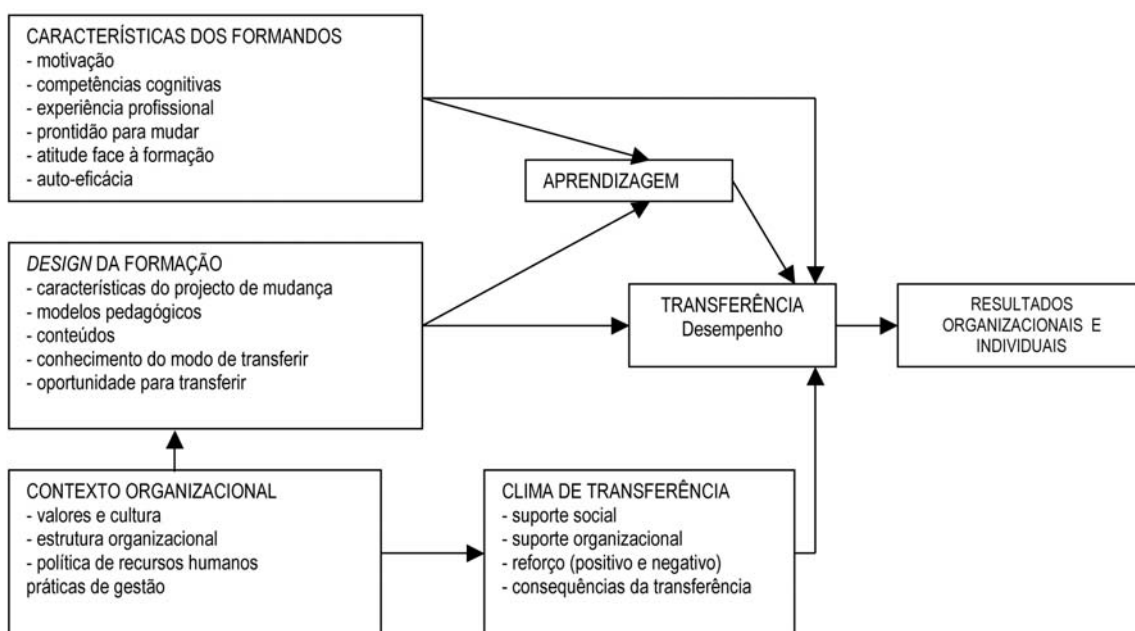 CARACTERÍSTICAS DOS FORMANDOS
- motivação
- competências cognitivas
- experiência profissional
- prontidão para mudar
- atitude face à formação
- auto-eficácia
APRENDIZAGEM
DESIGN DA FORMAÇÃO
- características do projecto de mudança
- modelos pedagógicos
- conteúdos
- conhecimento do modo de transferir
- oportunidade para transferir
TRANSFERÊNCIA
Desempenho
RESULTADOS
ORGANIZACIONAIS E
INDIVIDUAIS
CONTEXTO ORGANIZACIONAL
- valores e cultura
- estrutura organizacional
- política de recursos humanos
práticas de gestão
CLIMA DE TRANSFERÊNCIA
- suporte social
- suporte organizacional
- reforço (positivo e negativo)
- consequências da transferência